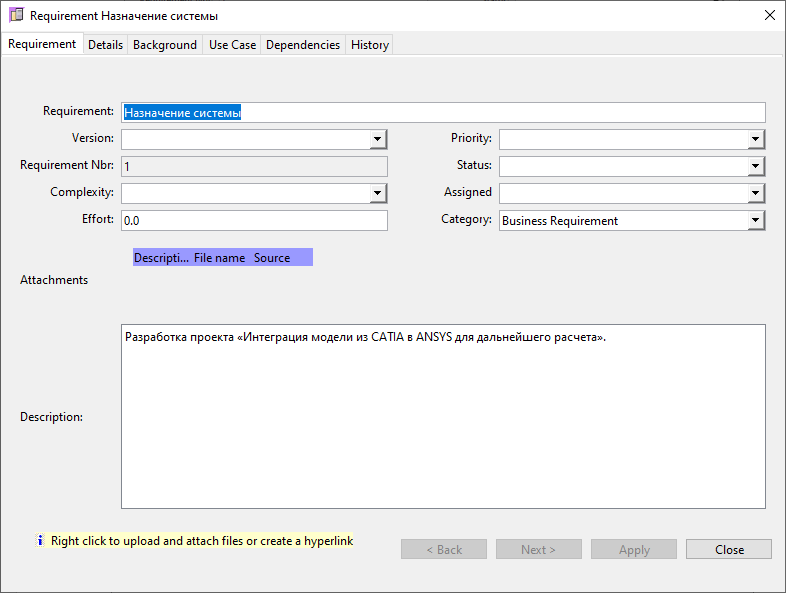 Requirement Назначение системы
Requirement Details Background Use Case Dependencies History
Requirement: Назначение системы
Version: Priority:
Requirement Nbr: 1 Status:
Complexity: Assigned
Effort: 0.0 Category: Business Requirement
Descripti... File name Source
Attachments
Разработка проекта «Интеграция модели из CATIA в ANSYS для дальнейшего расчета».
Description:
i Right click to upload and attach files or create a hyperlink
< Back Next > Apply Close